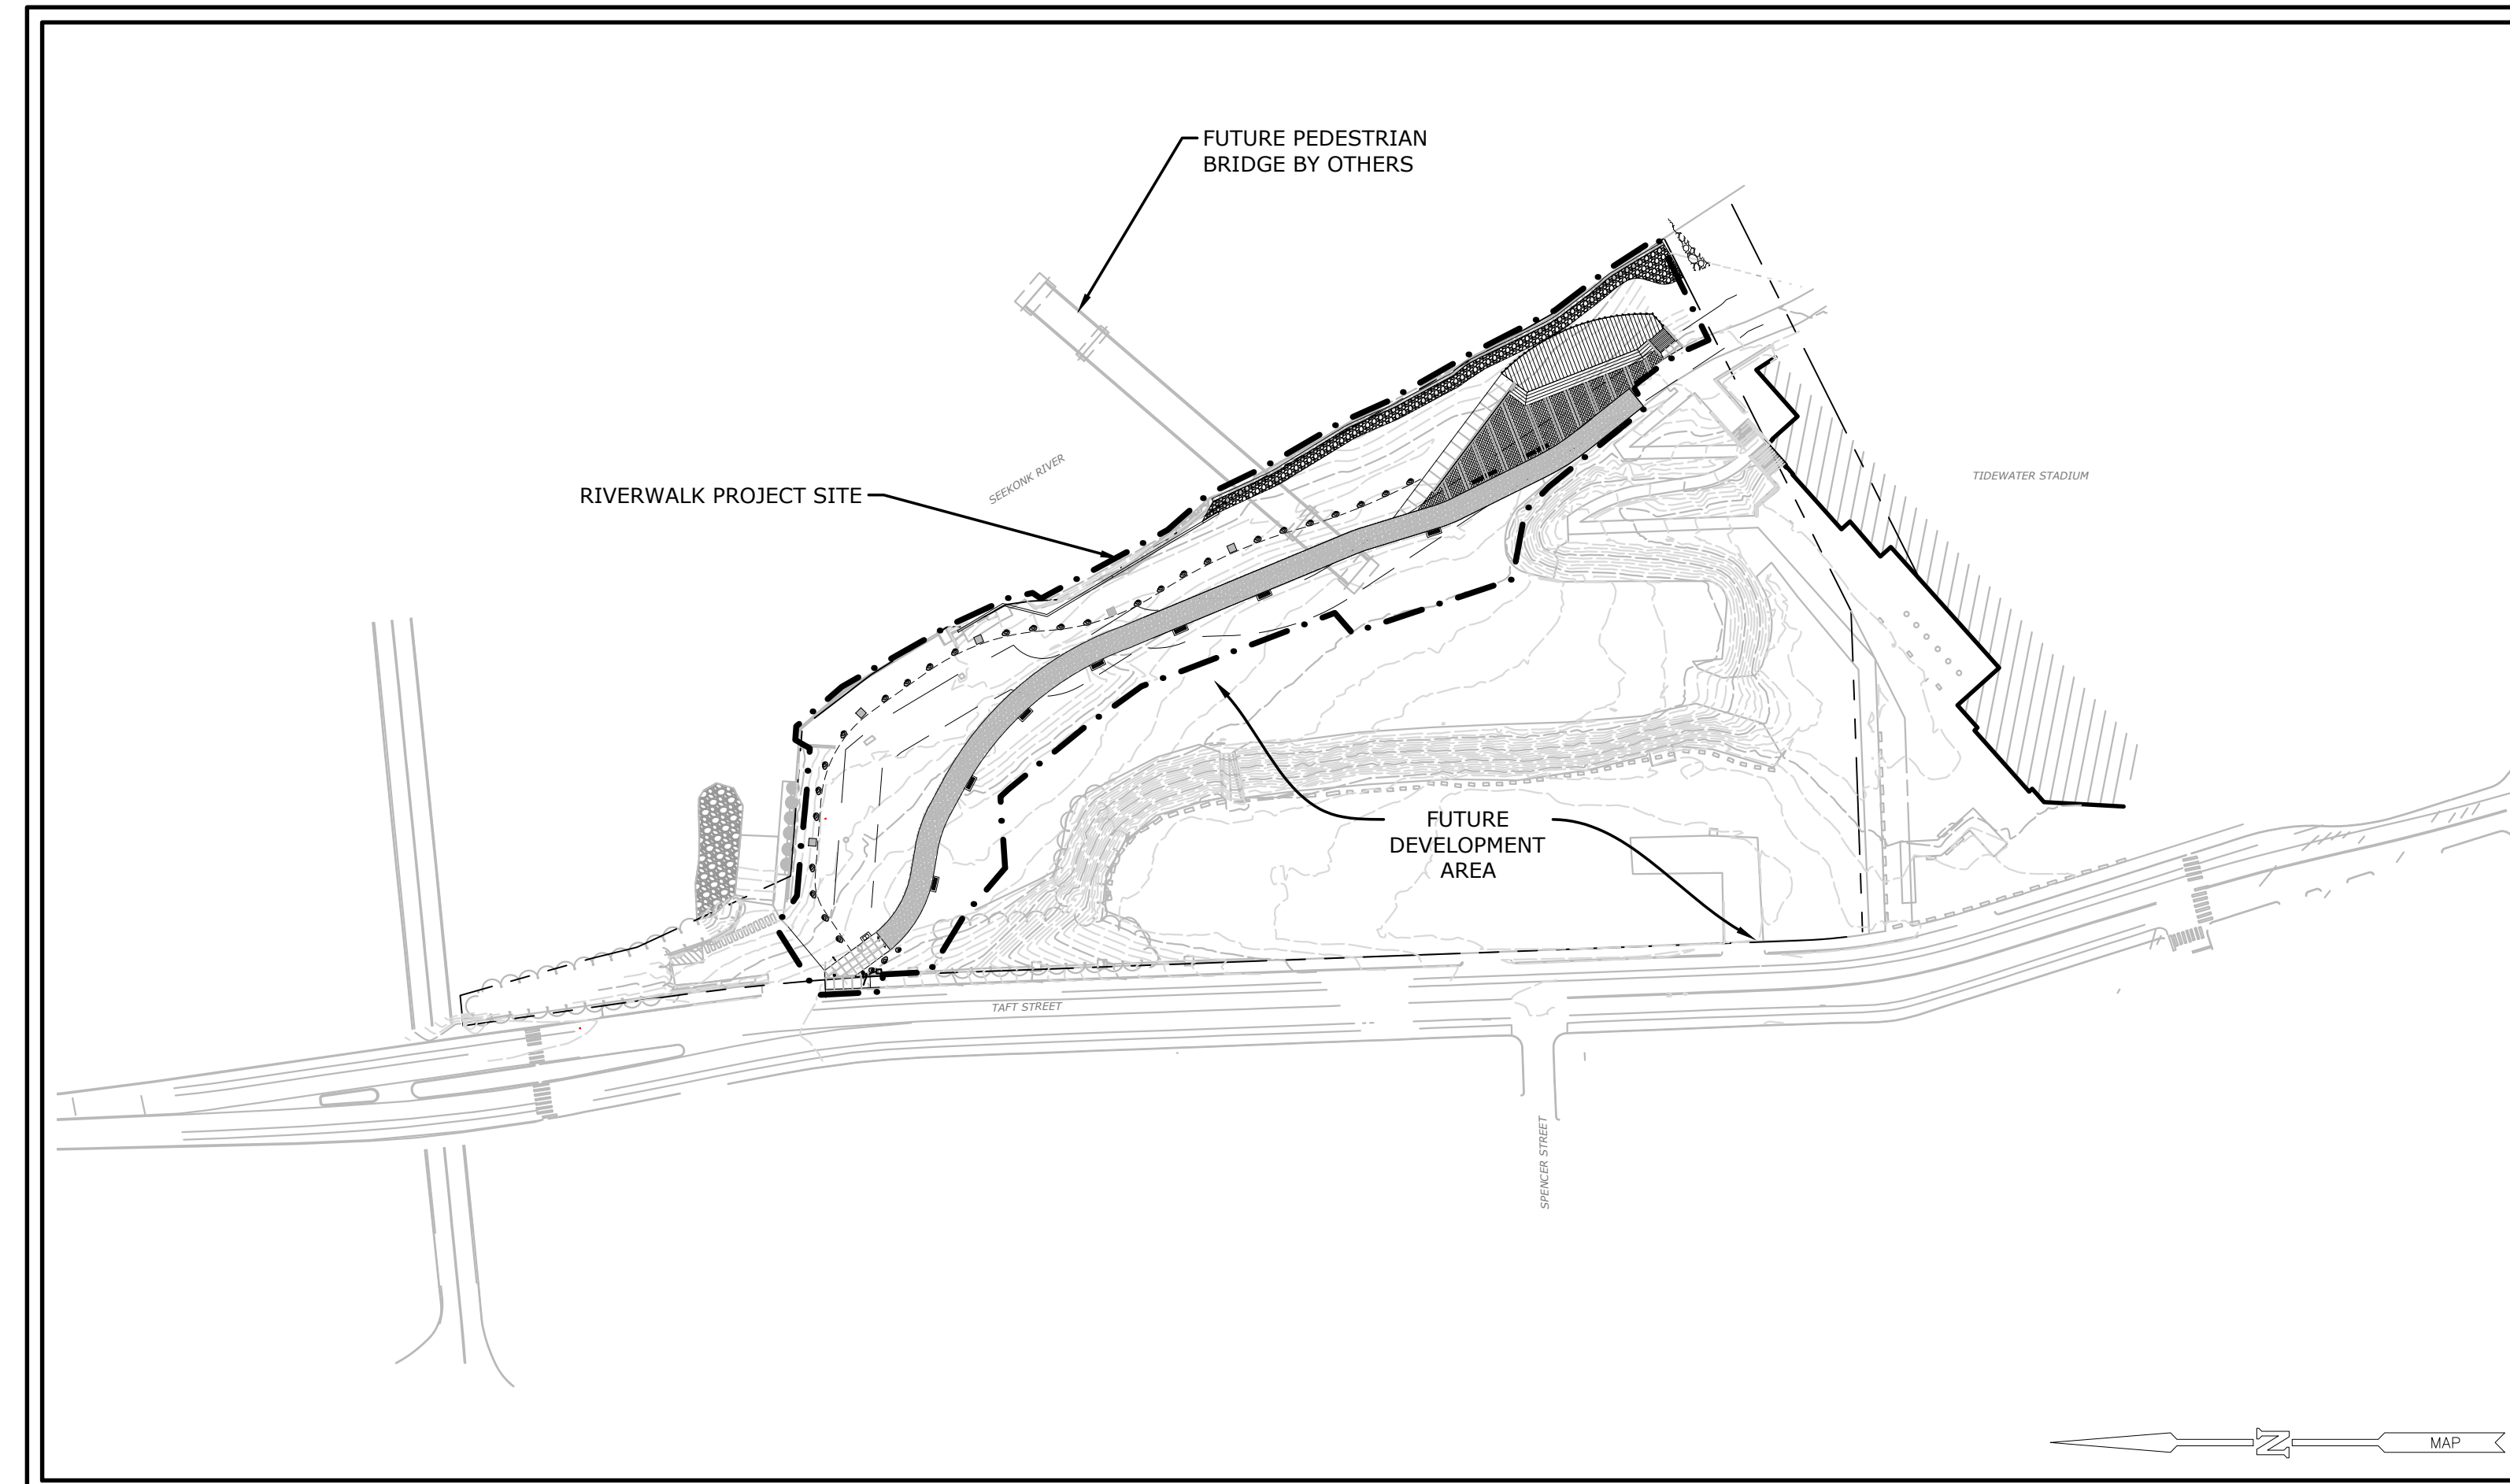 FUTURE PEDESTRIAN
BRIDGE BY OTHERS
SEEKONK RIVER
RIVERWALK PROJECT SITE
TIDEWATER STADIUM
FUTURE
DEVELOPMENT
AREA
TAFT STREET
SPENCER STREET
N
MAP